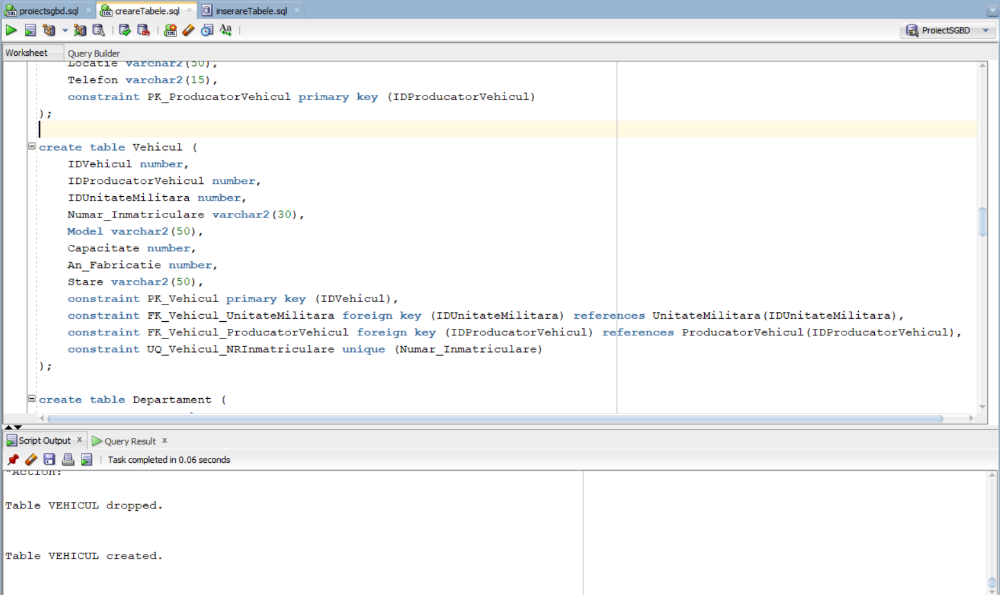 proiectsgbd.sql
creareTabele.sql
inserareTabele.sql
ProiectSGBD
Worksheet
Query Builder
Locatie varchar2(50),
Telefon varchar2(15),
constraint PK_ProducatorVehicul primary key (IDProducatorVehicul)
);
create table Vehicul (
IDVehicul number,
IDProducatorVehicul number,
IDUnitateMilitara number,
Numar_Inmatriculare varchar2(30),
Model varchar2(50),
Capacitate number,
An_Fabricatie number,
Stare varchar2(50),
constraint PK_Vehicul primary key (IDVehicul),
constraint FK_Vehicul_UnitateMilitara foreign key (IDUnitateMilitara) references UnitateMilitara(IDUnitateMilitara),
constraint FK_Vehicul_ProducatorVehicul foreign key (IDProducatorVehicul) references ProducatorVehicul(IDProducatorVehicul),
constraint UQ_Vehicul_NRInmatriculare unique (Numar_Inmatriculare)
);
create table Departament (
Script Output x
Query Result x
Task completed in 0.06 seconds
*Action:
Table VEHICUL dropped.
Table VEHICUL created.